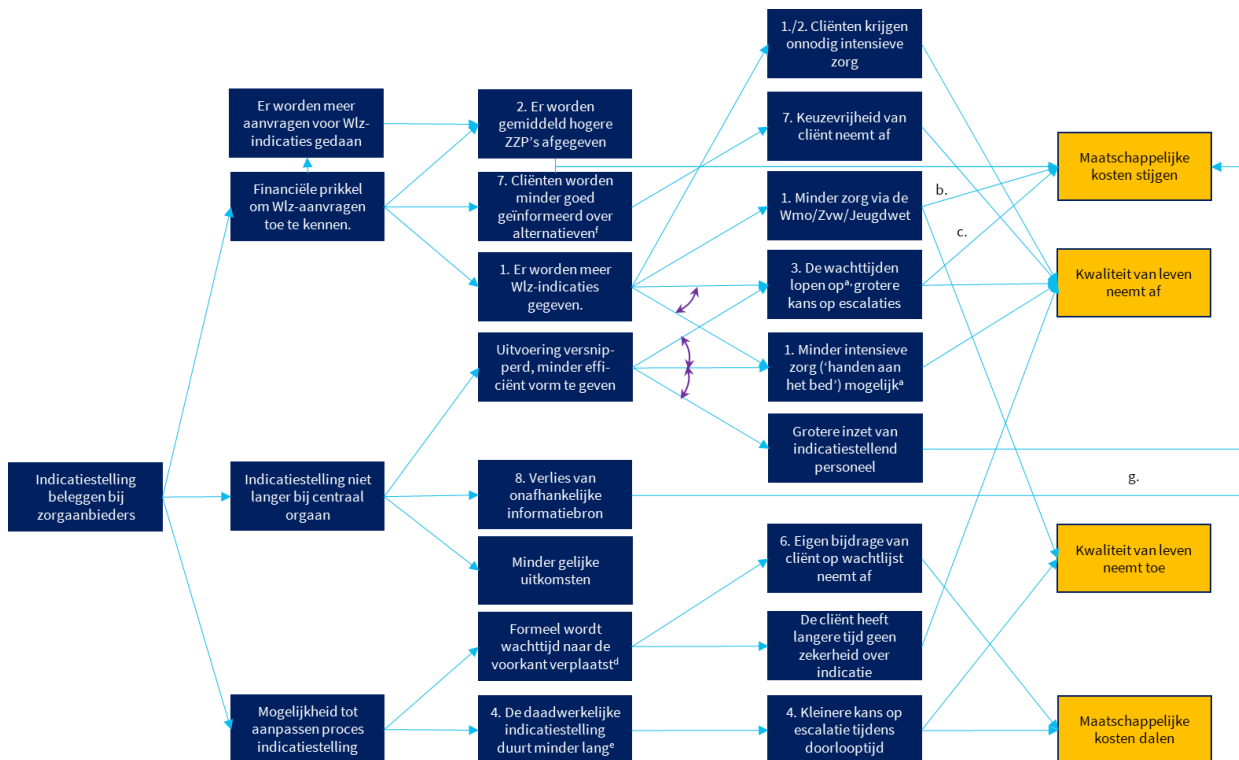 1./2. Cliënten krijgen
onnodig intensieve
zorg
Er worden meer
aanvragen voor Wlz-
indicaties gedaan
2. Er worden
gemiddeld hogere
ZZP's afgegeven
7. Keuzevrijheid van
cliënt neemt af
Maatschappelijke
kosten stijgen
Financiële prikkel
om Wlz-aanvragen
toe te kennen.
7. Cliënten worden
minder goed
geïnformeerd over
alternatievenᶠ
1. Minder zorg via de
Wmo/Zvw/Jeugdwet
b.
c.
1. Er worden meer
Wlz-indicaties
gegeven.
3. De wachttijden
lopen opᵃ,grotere
kans op escalaties
Kwaliteit van leven
neemt af
Uitvoering versnip-
perd, minder effi-
ciënt vorm te geven
1. Minder intensieve
zorg (‘handen aan
het bed’) mogelijkᵃ
Grotere inzet van
indicatiestellend
personeel
Indicatiestelling
beleggen bij
zorgaanbieders
Indicatiestelling niet
langer bij centraal
orgaan
8. Verlies van
onafhankelijke
informatiebron
g.
Minder gelijke
uitkomsten
6. Eigen bijdrage van
cliënt op wachtlijst
neemt af
Kwaliteit van leven
neemt toe
Formeel wordt
wachttijd naar de
voorkant verplaatstᵈ
De cliënt heeft
langere tijd geen
zekerheid over
indicatie
Mogelijkheid tot
aanpassen proces
indicatiestelling
4. De daadwerkelijke
indicatiestelling
duurt minder langᵉ
4. Kleinere kans op
escalatie tijdens
doorlooptijd
Maatschappelijke
kosten dalen